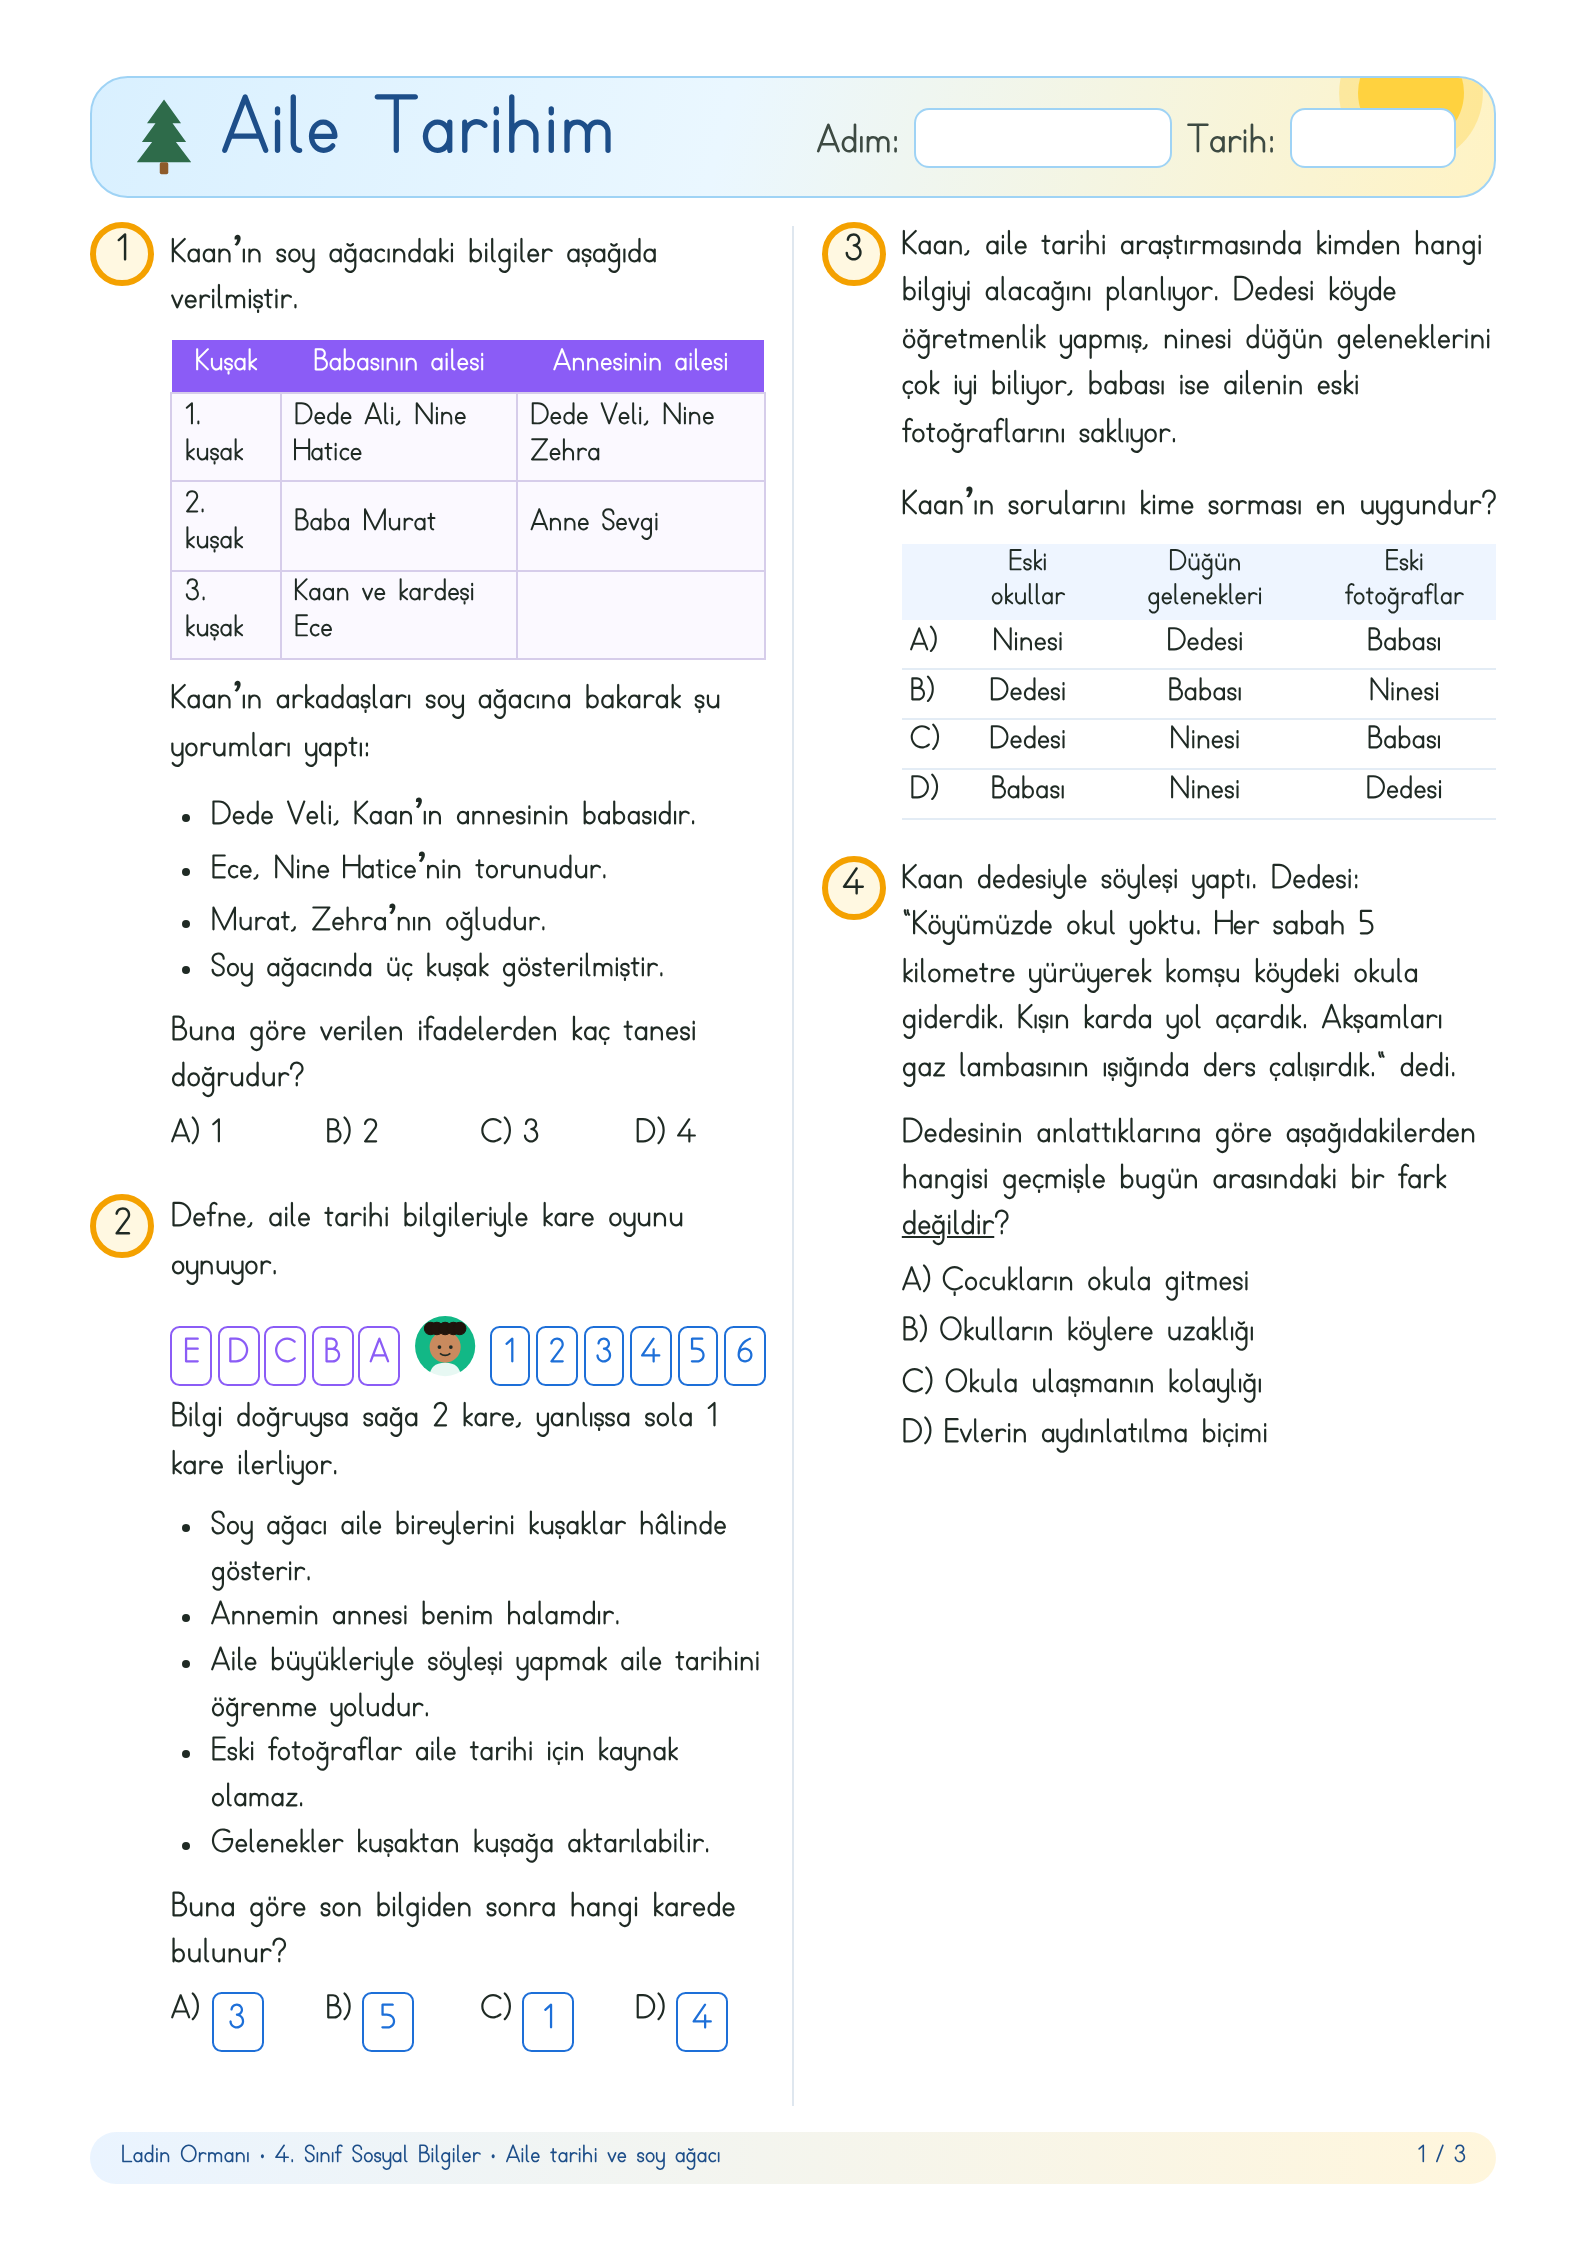 Aile Tarihim
Adım:
Tarih:
1
Kaan'ın soy ağacındaki bilgiler aşağıda
verilmiştir.
Kuşak Babasının ailesi Annesinin ailesi
1. kuşak Dede Ali, Nine Hatice Dede Veli, Nine Zehra
2. kuşak Baba Murat Anne Sevgi
3. kuşak Kaan ve kardeşi Ece
Kaan'ın arkadaşları soy ağacına bakarak şu
yorumları yaptı:
• Dede Veli, Kaan'ın annesinin babasıdır.
• Ece, Nine Hatice'nin torunudur.
• Murat, Zehra'nın oğludur.
• Soy ağacında üç kuşak gösterilmiştir.
Buna göre verilen ifadelerden kaç tanesi
doğrudur?
A) 1 B) 2 C) 3 D) 4
2
Defne, aile tarihi bilgileriyle kare oyunu
oynuyor.
E D C B A 1 2 3 4 5 6
Bilgi doğruysa sağa 2 kare, yanlışsa sola 1
kare ilerliyor.
• Soy ağacı aile bireylerini kuşaklar hâlinde
gösterir.
• Annemin annesi benim halamdır.
• Aile büyükleriyle söyleşi yapmak aile tarihini
öğrenme yoludur.
• Eski fotoğraflar aile tarihi için kaynak
olamaz.
• Gelenekler kuşaktan kuşağa aktarılabilir.
Buna göre son bilgiden sonra hangi karede
bulunur?
A) 3 B) 5 C) 1 D) 4
3
Kaan, aile tarihi araştırmasında kimden hangi
bilgiyi alacağını planlıyor. Dedesi köyde
öğretmenlik yapmış, ninesi düğün geleneklerini
çok iyi biliyor, babası ise ailenin eski
fotoğraflarını saklıyor.
Kaan'ın sorularını kime sorması en uygundur?
Eski okullar Düğün gelenekleri Eski fotoğraflar
A) Ninesi Dedesi Babası
B) Dedesi Babası Ninesi
C) Dedesi Ninesi Babası
D) Babası Ninesi Dedesi
4
Kaan dedesiyle söyleşi yaptı. Dedesi:
"Köyümüzde okul yoktu. Her sabah 5
kilometre yürüyerek komşu köydeki okula
giderdik. Kışın karda yol açardık. Akşamları
gaz lambasının ışığında ders çalışırdık." dedi.
Dedesinin anlattıklarına göre aşağıdakilerden
hangisi geçmişle bugün arasındaki bir fark
değildir?
A) Çocukların okula gitmesi
B) Okulların köylere uzaklığı
C) Okula ulaşmanın kolaylığı
D) Evlerin aydınlatılma biçimi
Ladin Ormanı • 4. Sınıf Sosyal Bilgiler • Aile tarihi ve soy ağacı
1 / 3